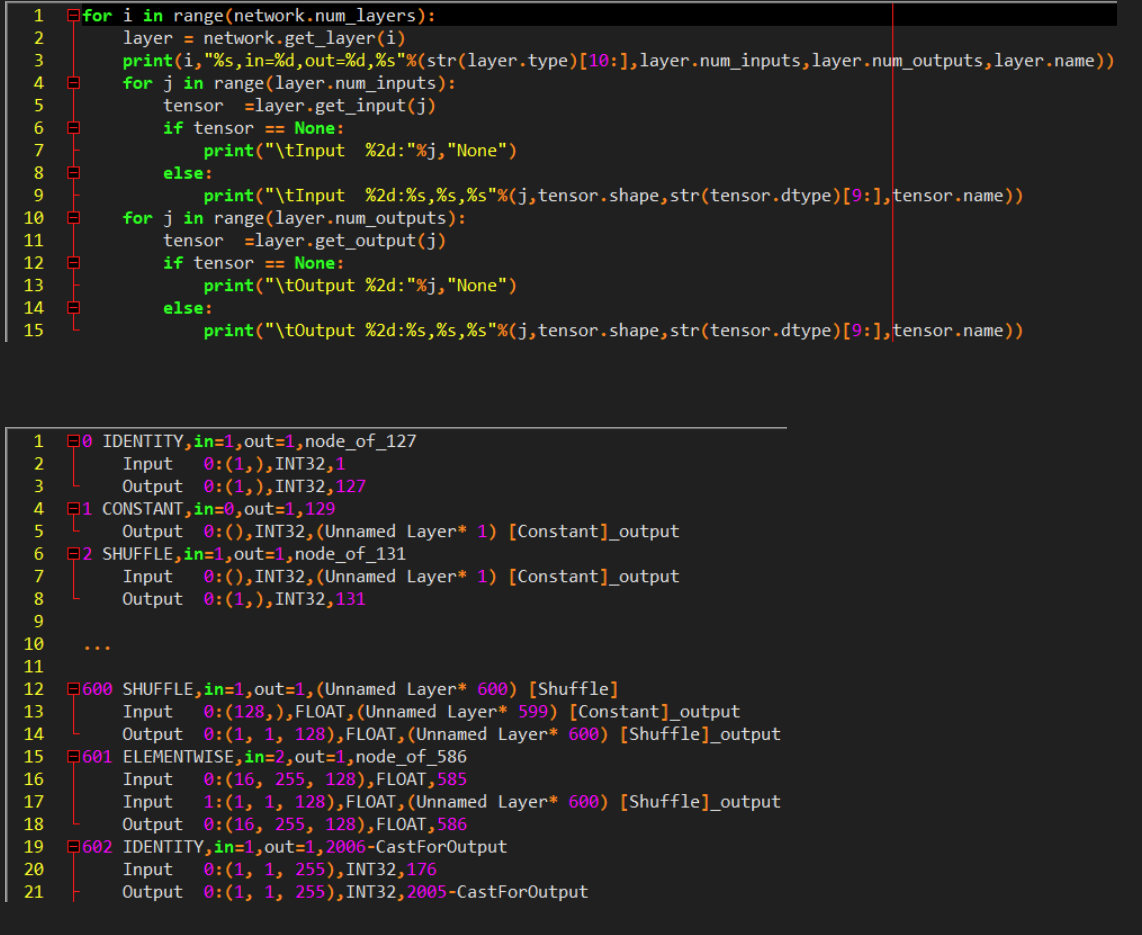 1 for i in range(network.num_layers):
2 layer = network.get_layer(i)
3 print(i,"%s,in=%d,out=%d,%s"%(str(layer.type)[10:],layer.num_inputs,layer.num_outputs,layer.name))
4 for j in range(layer.num_inputs):
5 tensor  =layer.get_input(j)
6 if tensor == None:
7 print("\tInput  %2d:"%j,"None")
8 else:
9 print("\tInput  %2d:%s,%s,%s"%(j,tensor.shape,str(tensor.dtype)[9:],tensor.name))
10 for j in range(layer.num_outputs):
11 tensor  =layer.get_output(j)
12 if tensor == None:
13 print("\tOutput %2d:"%j,"None")
14 else:
15 print("\tOutput %2d:%s,%s,%s"%(j,tensor.shape,str(tensor.dtype)[9:],tensor.name))
1 0 IDENTITY,in=1,out=1,node_of_127
2 Input   0:(1,),INT32,1
3 Output  0:(1,),INT32,127
4 1 CONSTANT,in=0,out=1,129
5 Output  0:(),INT32,(Unnamed Layer* 1) [Constant]_output
6 2 SHUFFLE,in=1,out=1,node_of_131
7 Input   0:(),INT32,(Unnamed Layer* 1) [Constant]_output
8 Output  0:(1,),INT32,131
9
10 ...
11
12 600 SHUFFLE,in=1,out=1,(Unnamed Layer* 600) [Shuffle]
13 Input   0:(128,),FLOAT,(Unnamed Layer* 599) [Constant]_output
14 Output  0:(1, 1, 128),FLOAT,(Unnamed Layer* 600) [Shuffle]_output
15 601 ELEMENTWISE,in=2,out=1,node_of_586
16 Input   0:(16, 255, 128),FLOAT,585
17 Input   1:(1, 1, 128),FLOAT,(Unnamed Layer* 600) [Shuffle]_output
18 Output  0:(16, 255, 128),FLOAT,586
19 602 IDENTITY,in=1,out=1,2006-CastForOutput
20 Input   0:(1, 1, 255),INT32,176
21 Output  0:(1, 1, 255),INT32,2005-CastForOutput